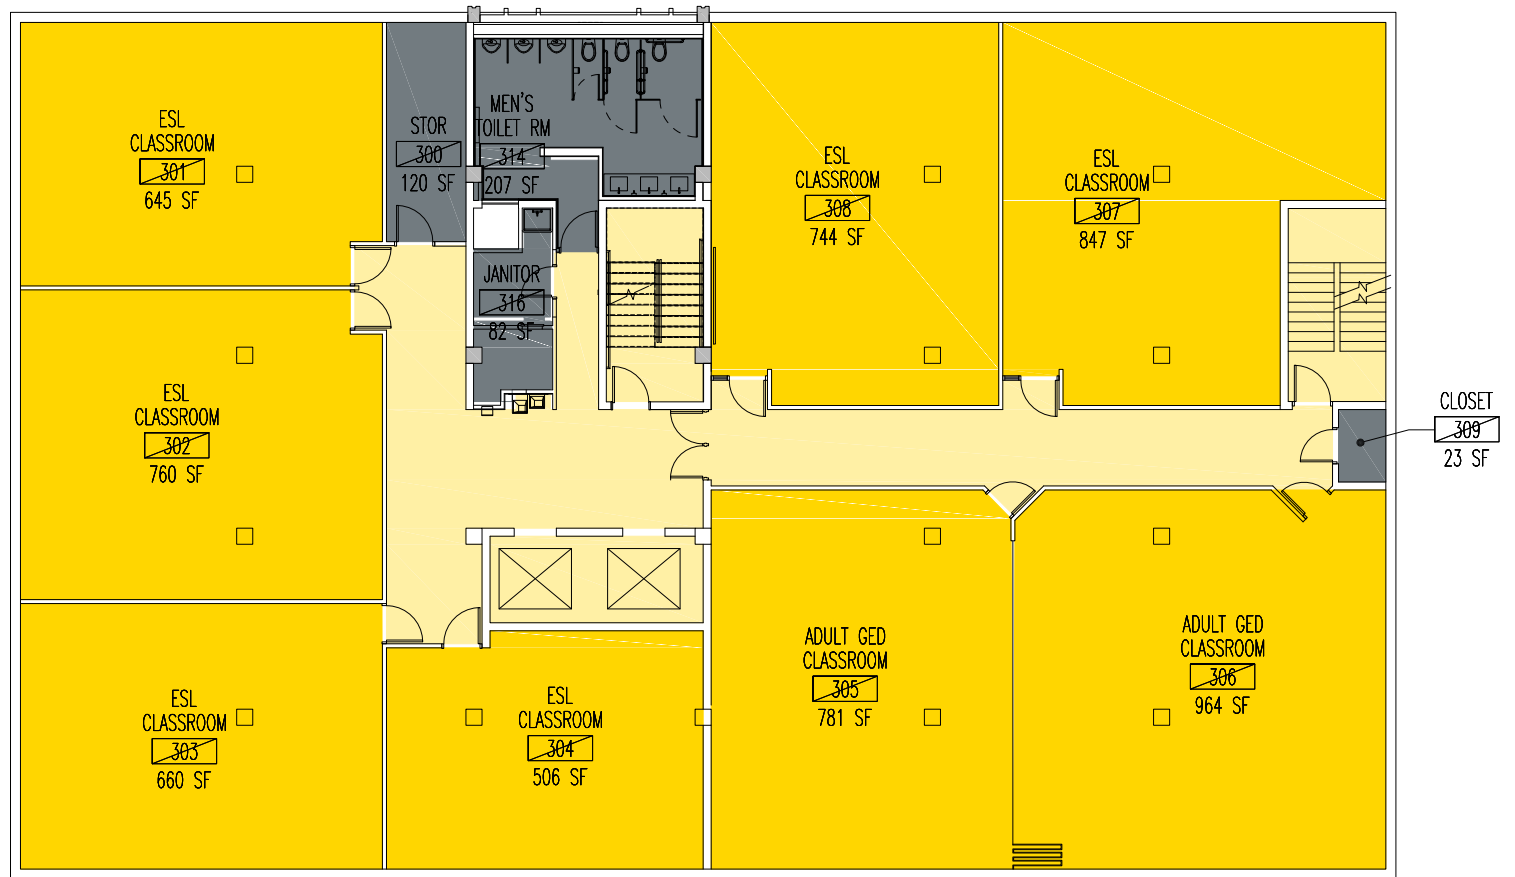 ESL
CLASSROOM
301
645 SF
STOR
300
120 SF
MEN'S
TOILET RM
314
207 SF
ESL
CLASSROOM
308
744 SF
ESL
CLASSROOM
307
847 SF
JANITOR
316
82 SF
ESL
CLASSROOM
302
760 SF
CLOSET
309
23 SF
ESL
CLASSROOM
303
660 SF
ESL
CLASSROOM
304
506 SF
ADULT GED
CLASSROOM
305
781 SF
ADULT GED
CLASSROOM
306
964 SF